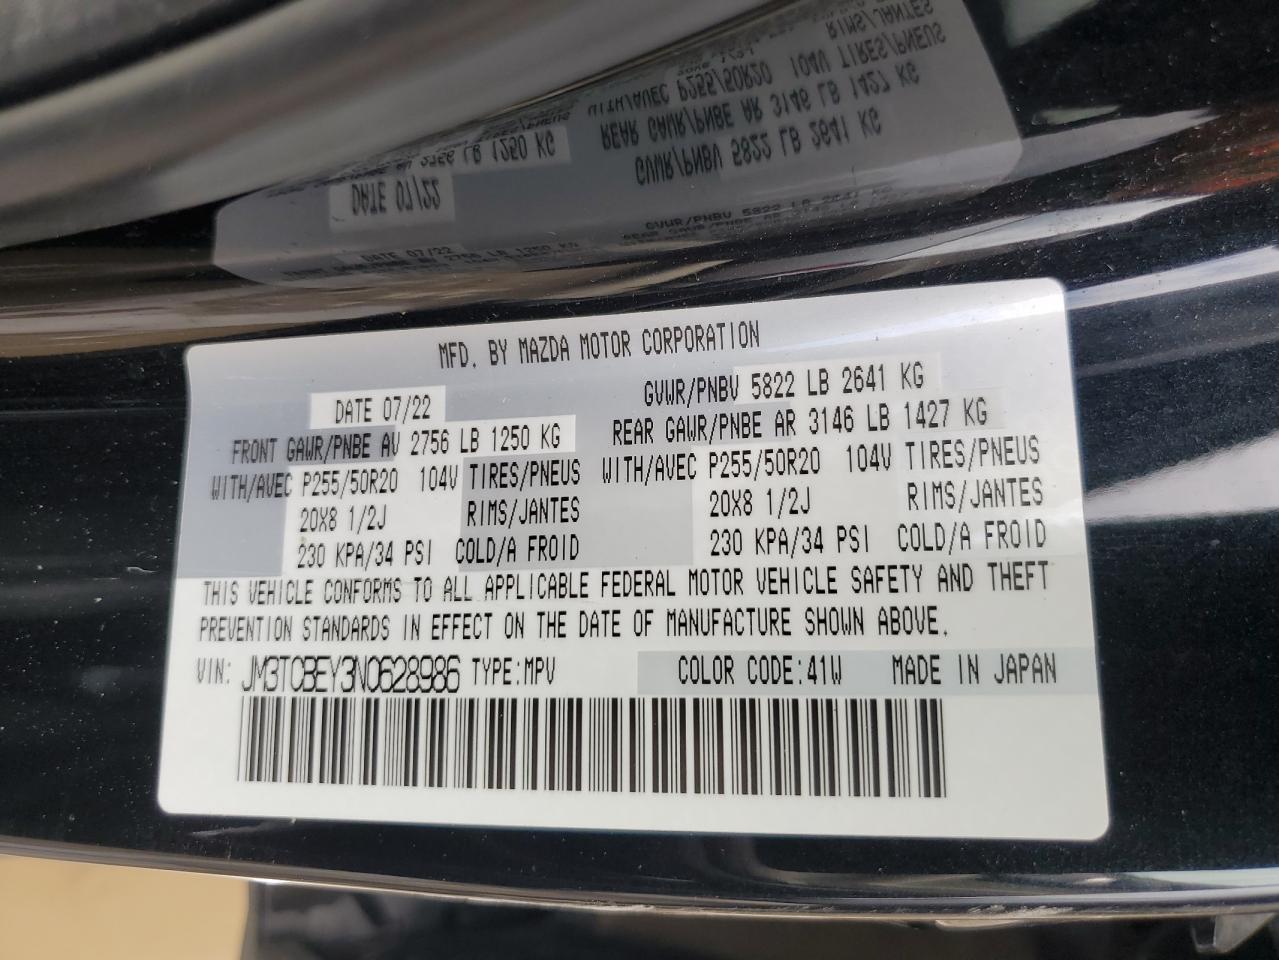 MFD. BY MAZDA MOTOR CORPORATION
DATE 07/22 GVWR/PNBV 5822 LB 2641 KG
FRONT GAWR/PNBE AV 2756 LB 1250 KG REAR GAWR/PNBE AR 3146 LB 1427 KG
WITH/AVEC P255/50R20 104V TIRES/PNEUS WITH/AVEC P255/50R20 104V TIRES/PNEUS
20X8 1/2J RIMS/JANTES 20X8 1/2J RIMS/JANTES
230 KPA/34 PSI COLD/A FROID 230 KPA/34 PSI COLD/A FROID
THIS VEHICLE CONFORMS TO ALL APPLICABLE FEDERAL MOTOR VEHICLE SAFETY AND THEFT
PREVENTION STANDARDS IN EFFECT ON THE DATE OF MANUFACTURE SHOWN ABOVE.
VIN: JM3TCBEY3N0628986 TYPE:MPV COLOR CODE:41W MADE IN JAPAN